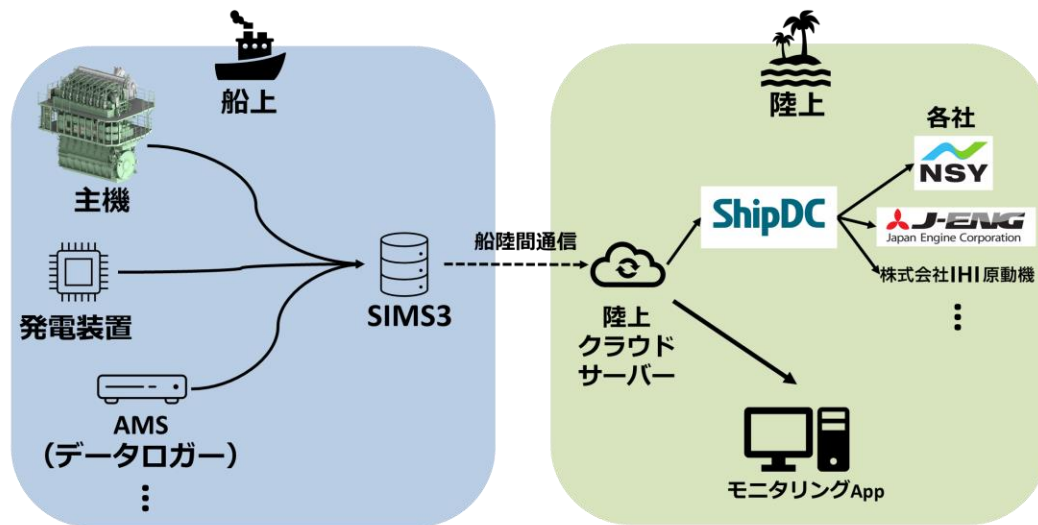 船上
主機
発電装置
AMS
（データロガー）
SIMS3
船陸間通信
陸上
陸上
クラウド
サーバー
ShipDC
各社
NSY
J-ENG
Japan Engine Corporation
株式会社IHI原動機
モニタリングApp